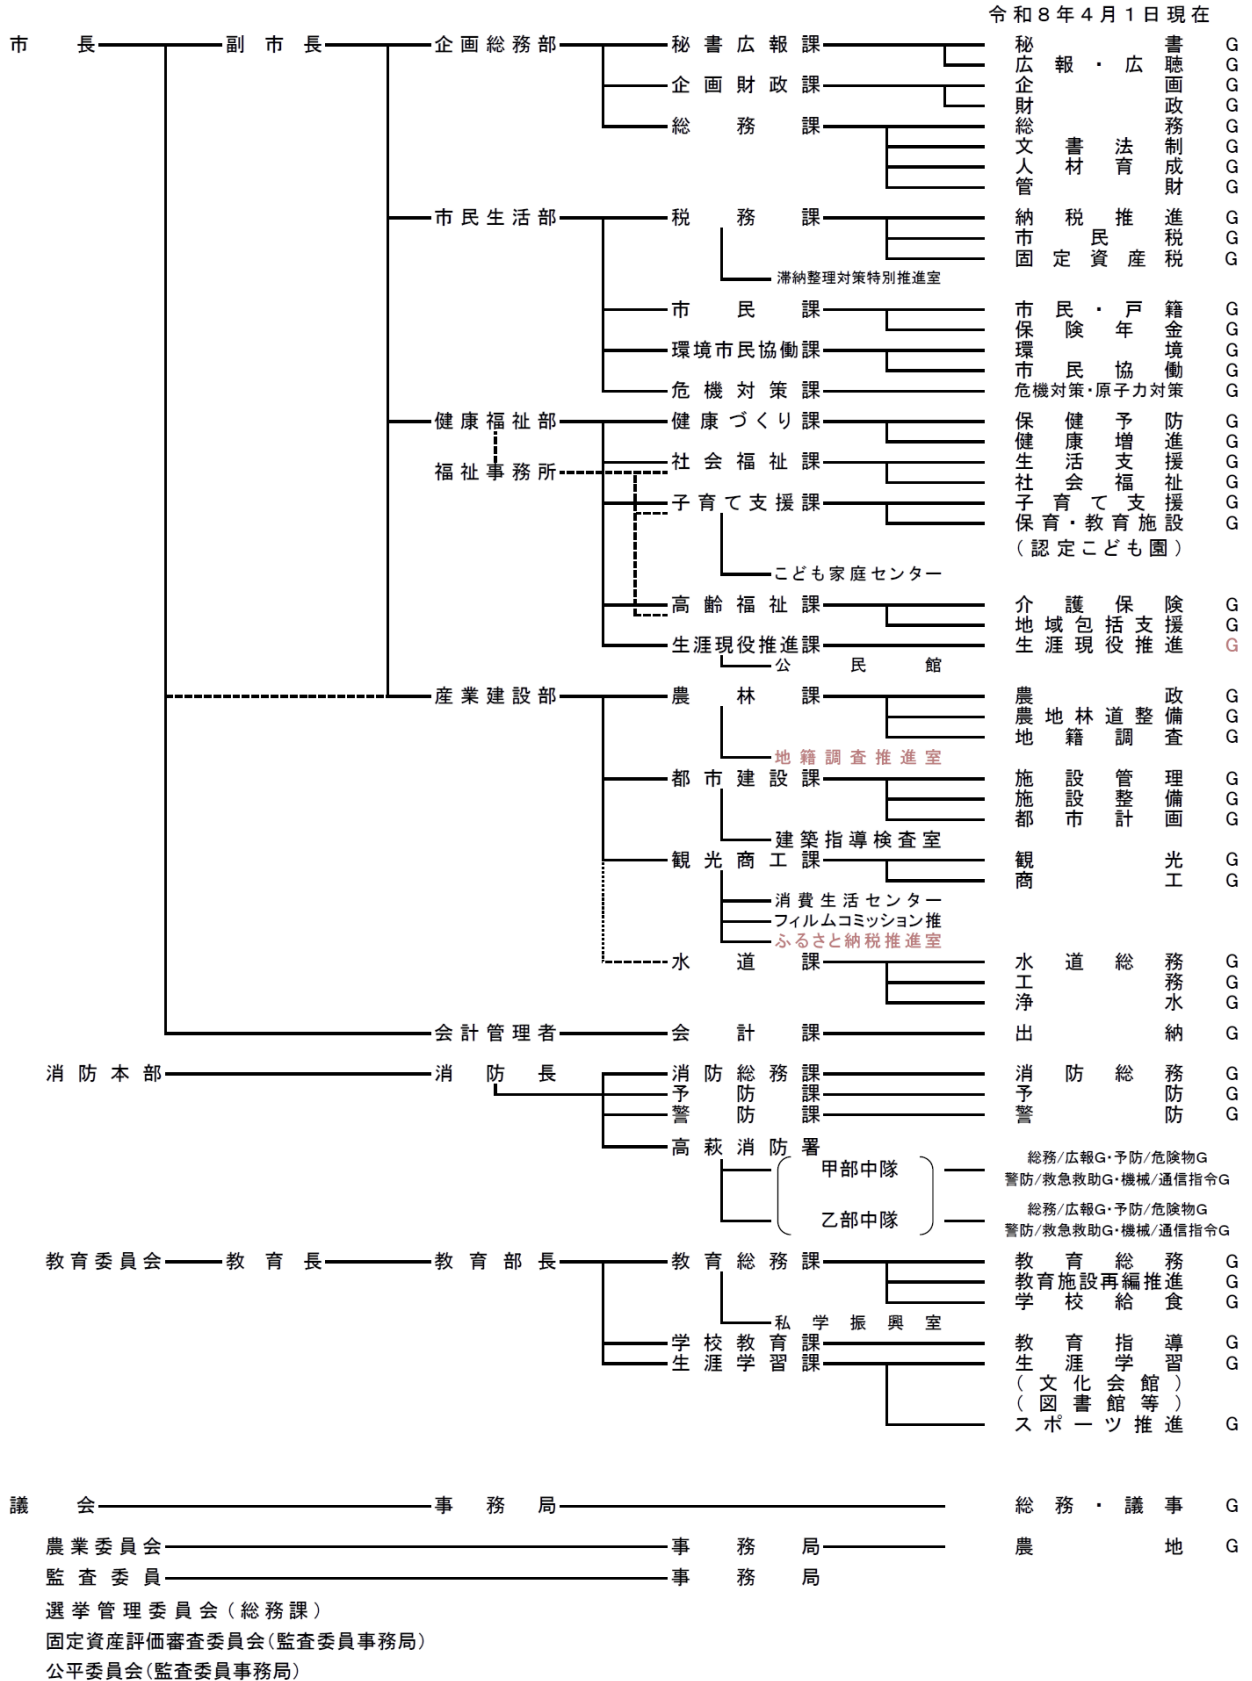 令和8年4月1日現在
市長 副市長 企画総務部 秘書広報課 秘書G
広報・広聴G
企画財政課 企画G
財政G
総務課 総務G
文書法制G
人材育成G
管財G
市民生活部 税務課 納税推進G
市民税G
固定資産税G
滞納整理対策特別推進室
市民課 市民・戸籍G
保険年金G
環境市民協働課 環境G
市民協働G
危機対策課 危機対策・原子力対策G
健康福祉部 健康づくり課 保健予防G
健康増進G
社会福祉課 生活支援G
福祉事務所
社会福祉G
子育て支援課 子育て支援G
保育・教育施設G
(認定こども園)
こども家庭センター
高齢福祉課 介護保険G
地域包括支援G
生涯現役推進課 生涯現役推進G
公民館
産業建設部 農林課 農政G
農地林道整備G
地籍調査G
地籍調査推進室
都市建設課 施設管理G
施設整備G
都市計画G
建築指導検査室
観光商工課 観光G
商工G
消費生活センター
フィルムコミッション推
ふるさと納税推進室
水道課 水道総務G
工務G
浄水G
会計管理者 会計課 出納G
消防本部 消防長 消防総務課 消防総務G
予防課 予防G
警防課 警防G
高萩消防署
甲部中隊 総務/広報G・予防/危険物G
警防/救急救助G・機械/通信指令G
乙部中隊 総務/広報G・予防/危険物G
警防/救急救助G・機械/通信指令G
教育委員会 教育長 教育部長 教育総務課 教育総務G
教育施設再編推進G
学校給食G
私学振興室
学校教育課 教育指導G
生涯学習課 生涯学習G
(文化会館)
(図書館等)
スポーツ推進G
議会 事務局 総務・議事G
農業委員会 事務局 農地G
監査委員 事務局
選挙管理委員会(総務課)
固定資産評価審査委員会(監査委員事務局)
公平委員会(監査委員事務局)